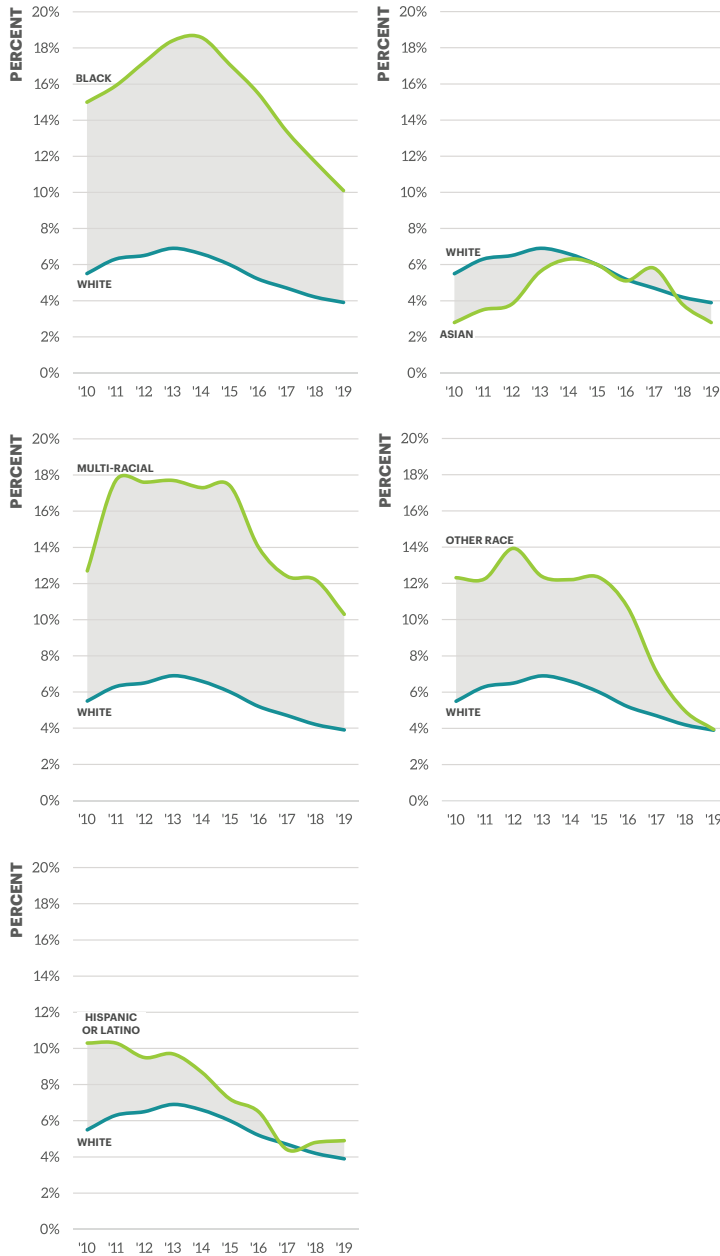 PERCENT
20%
18%
16%
14%
12%
10%
8%
6%
4%
2%
0%
BLACK
WHITE
'10 '11 '12 '13 '14 '15 '16 '17 '18 '19
PERCENT
20%
18%
16%
14%
12%
10%
8%
6%
4%
2%
0%
WHITE
ASIAN
'10 '11 '12 '13 '14 '15 '16 '17 '18 '19
PERCENT
20%
18%
16%
14%
12%
10%
8%
6%
4%
2%
0%
MULTI-RACIAL
WHITE
'10 '11 '12 '13 '14 '15 '16 '17 '18 '19
PERCENT
20%
18%
16%
14%
12%
10%
8%
6%
4%
2%
0%
OTHER RACE
WHITE
'10 '11 '12 '13 '14 '15 '16 '17 '18 '19
PERCENT
20%
18%
16%
14%
12%
10%
8%
6%
4%
2%
0%
HISPANIC
OR LATINO
WHITE
'10 '11 '12 '13 '14 '15 '16 '17 '18 '19